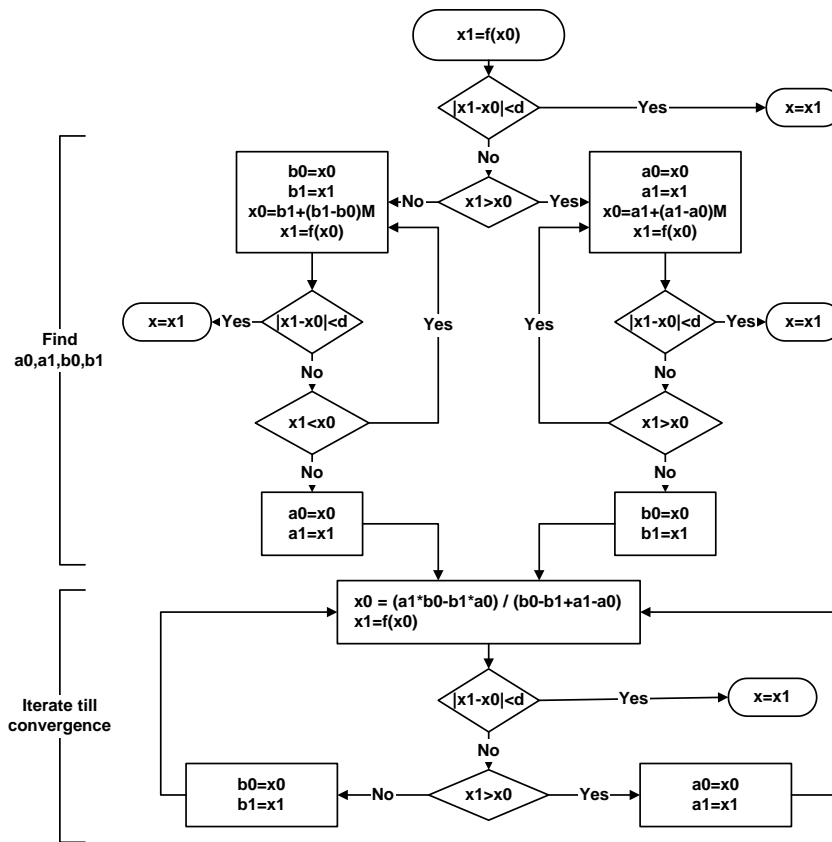 x1=f(x0)
|x1-x0|<d
Yes
x=x1
No
b0=x0
b1=x1
x0=b1+(b1-b0)M
x1=f(x0)
No
x1>x0
Yes
a0=x0
a1=x1
x0=a1+(a1-a0)M
x1=f(x0)
x=x1
Yes
|x1-x0|<d
Yes
Yes
|x1-x0|<d
Yes
x=x1
Find
a0,a1,b0,b1
No
No
x1<x0
x1>x0
No
No
a0=x0
a1=x1
b0=x0
b1=x1
x0 = (a1*b0-b1*a0) / (b0-b1+a1-a0)
x1=f(x0)
Iterate till
convergence
|x1-x0|<d
Yes
x=x1
No
b0=x0
b1=x1
No
x1>x0
Yes
a0=x0
a1=x1